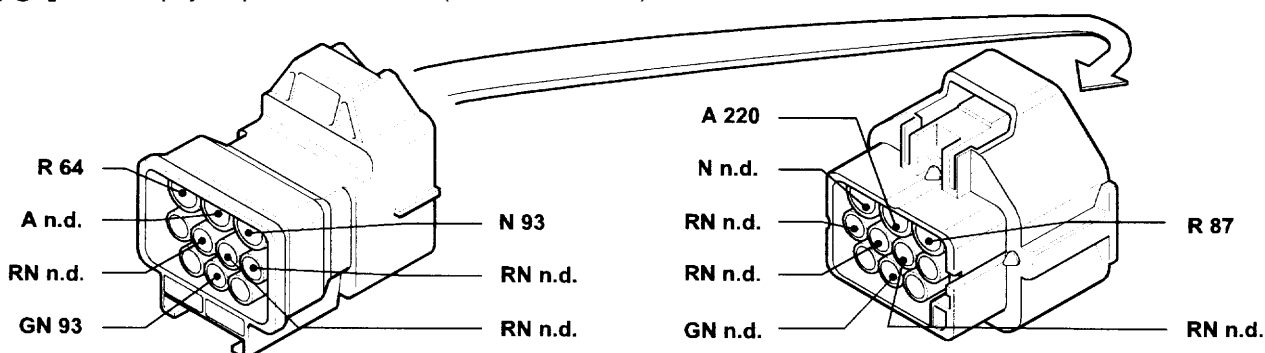 R 64
A n.d.
RN n.d.
GN 93
N 93
RN n.d.
RN n.d.
A 220
N n.d.
RN n.d.
RN n.d.
GN n.d.
R 87
RN n.d.